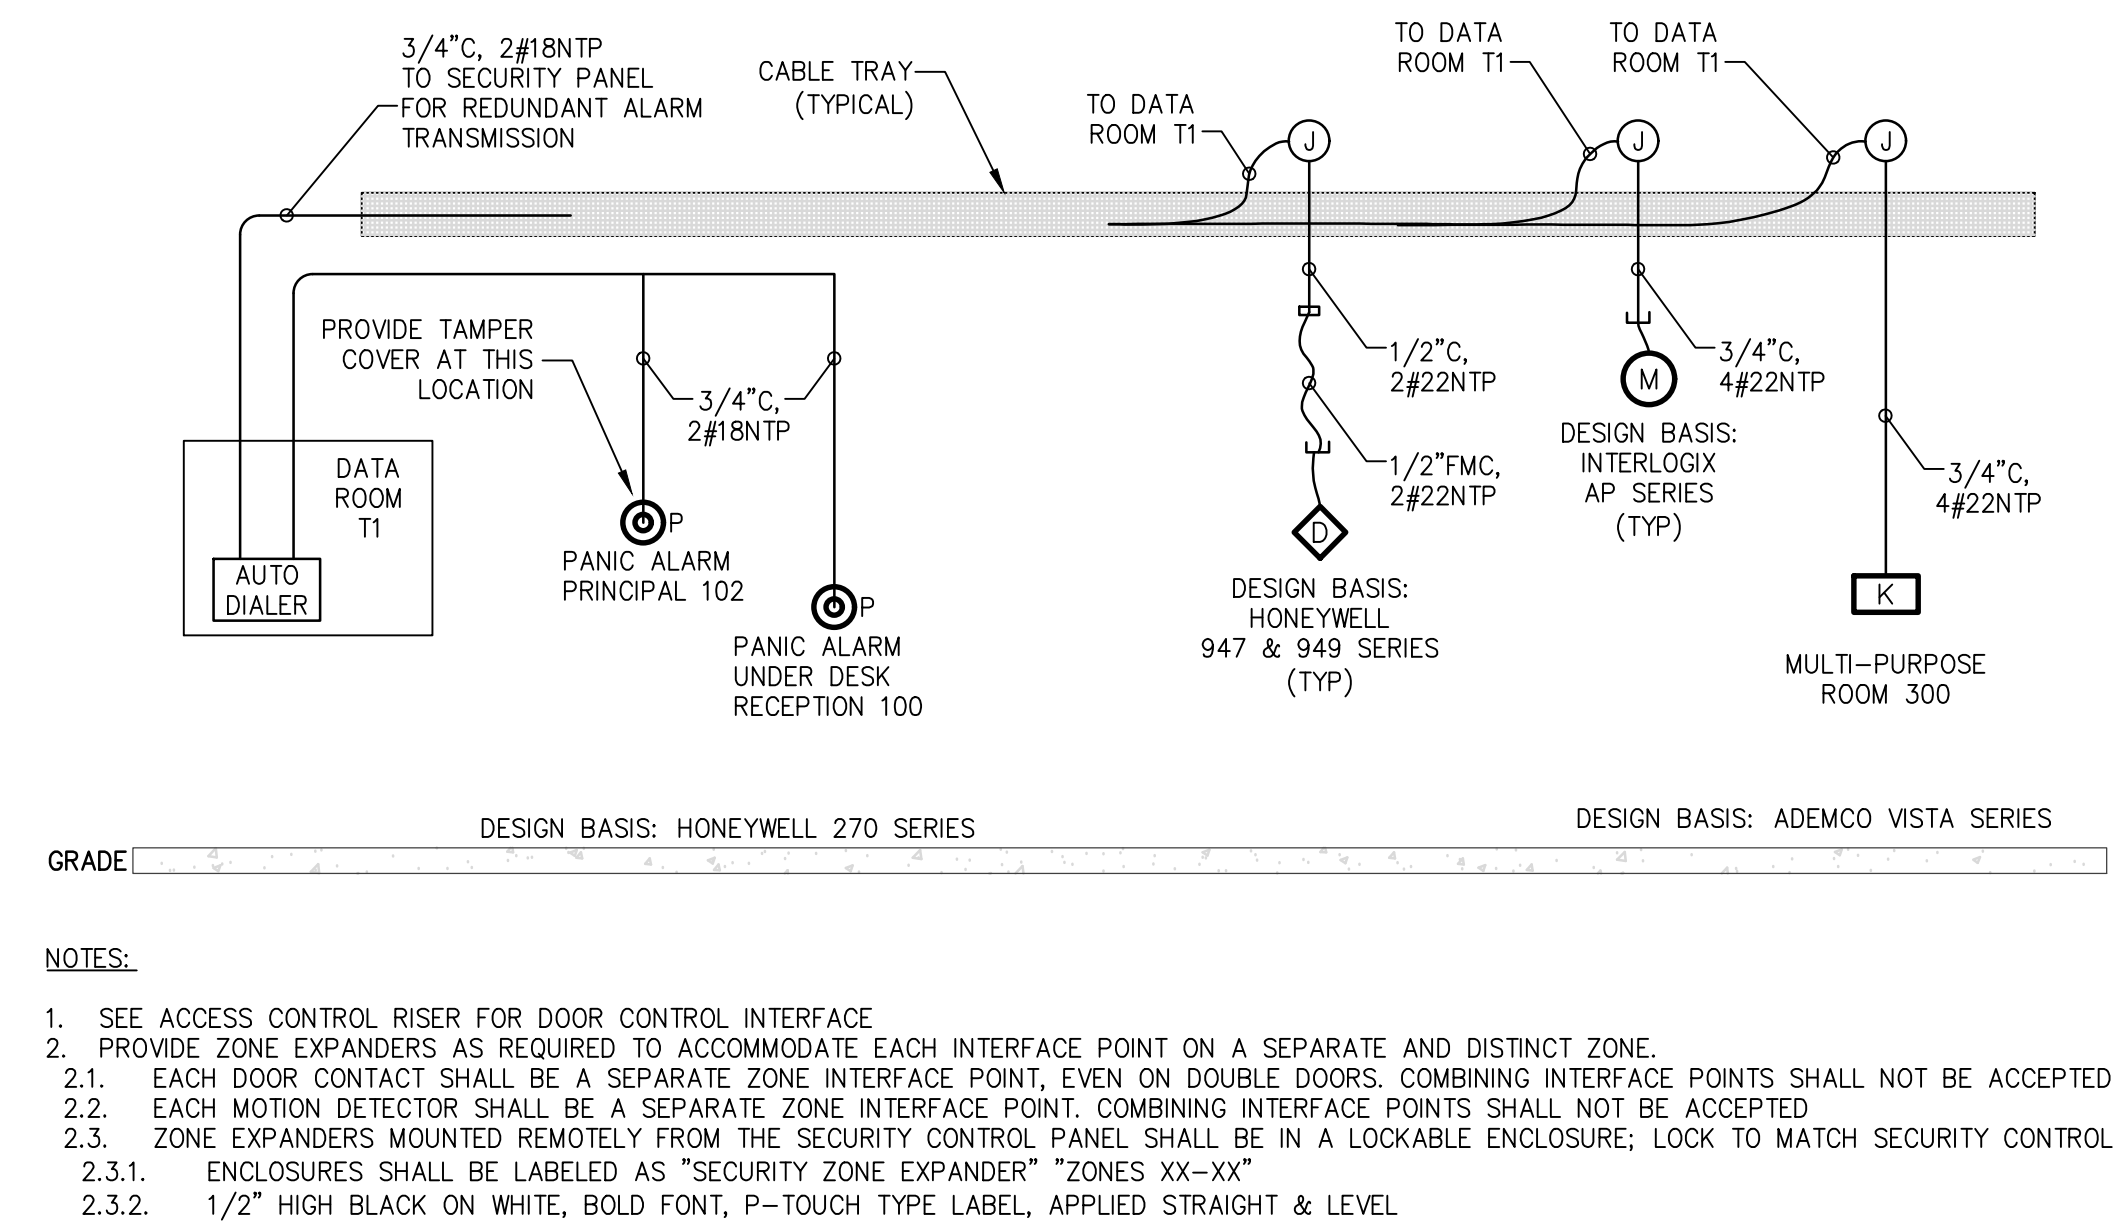 3/4"C, 2#18NTP
TO SECURITY PANEL
FOR REDUNDANT ALARM
TRANSMISSION
CABLE TRAY
(TYPICAL)
TO DATA
ROOM T1
TO DATA
ROOM T1
TO DATA
ROOM T1
J
J
J
PROVIDE TAMPER
COVER AT THIS
LOCATION
3/4"C,
2#18NTP
1/2"C,
2#22NTP
3/4"C,
4#22NTP
M
DESIGN BASIS:
INTERLOGIX
AP SERIES
(TYP)
1/2"FMC,
2#22NTP
3/4"C,
4#22NTP
DATA
ROOM
T1
AUTO
DIALER
P
PANIC ALARM
PRINCIPAL 102
P
PANIC ALARM
UNDER DESK
RECEPTION 100
D
DESIGN BASIS:
HONEYWELL
947 & 949 SERIES
(TYP)
K
MULTI-PURPOSE
ROOM 300
DESIGN BASIS: HONEYWELL 270 SERIES
DESIGN BASIS: ADEMCO VISTA SERIES
GRADE
NOTES:
1. SEE ACCESS CONTROL RISER FOR DOOR CONTROL INTERFACE
2. PROVIDE ZONE EXPANDERS AS REQUIRED TO ACCOMMODATE EACH INTERFACE POINT ON A SEPARATE AND DISTINCT ZONE.
2.1. EACH DOOR CONTACT SHALL BE A SEPARATE ZONE INTERFACE POINT, EVEN ON DOUBLE DOORS. COMBINING INTERFACE POINTS SHALL NOT BE ACCEPTED
2.2. EACH MOTION DETECTOR SHALL BE A SEPARATE ZONE INTERFACE POINT. COMBINING INTERFACE POINTS SHALL NOT BE ACCEPTED
2.3. ZONE EXPANDERS MOUNTED REMOTELY FROM THE SECURITY CONTROL PANEL SHALL BE IN A LOCKABLE ENCLOSURE; LOCK TO MATCH SECURITY CONTROL
2.3.1. ENCLOSURES SHALL BE LABELED AS "SECURITY ZONE EXPANDER" "ZONES XX-XX"
2.3.2. 1/2" HIGH BLACK ON WHITE, BOLD FONT, P-TOUCH TYPE LABEL, APPLIED STRAIGHT & LEVEL